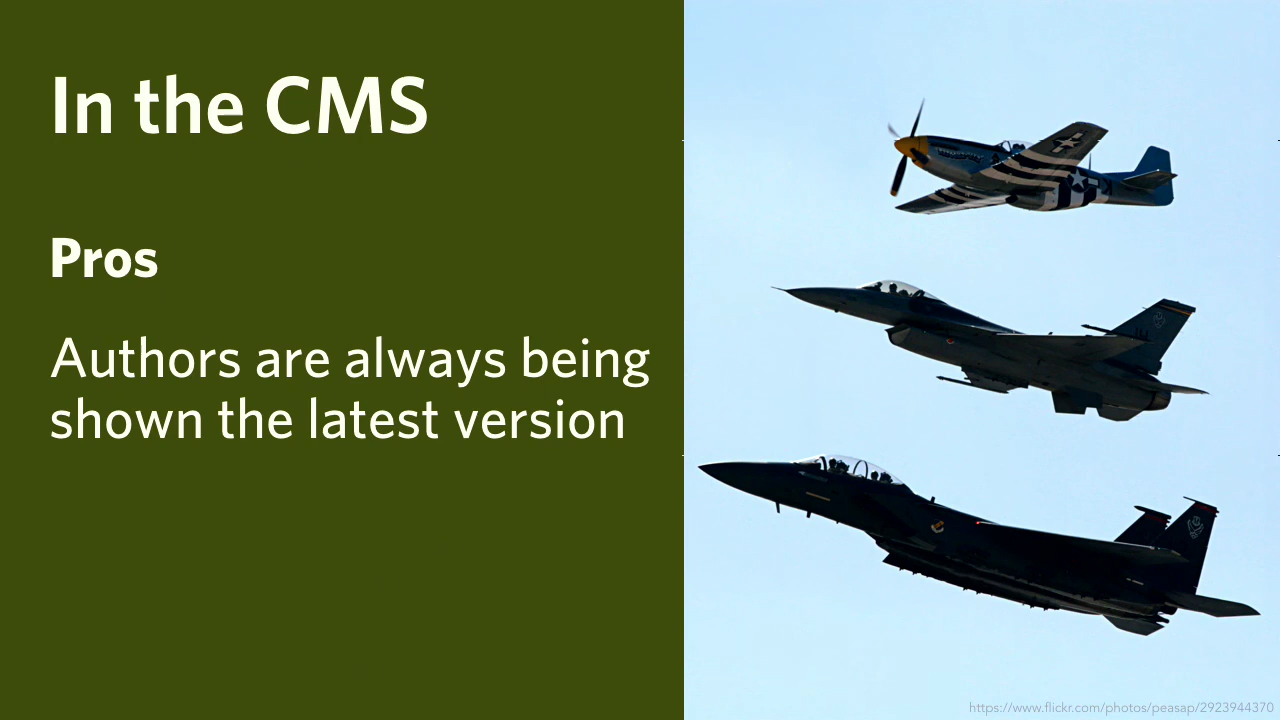 In the CMS
Pros
Authors are always being
shown the latest version
https://www.flickr.com/photos/peasap/2923944370